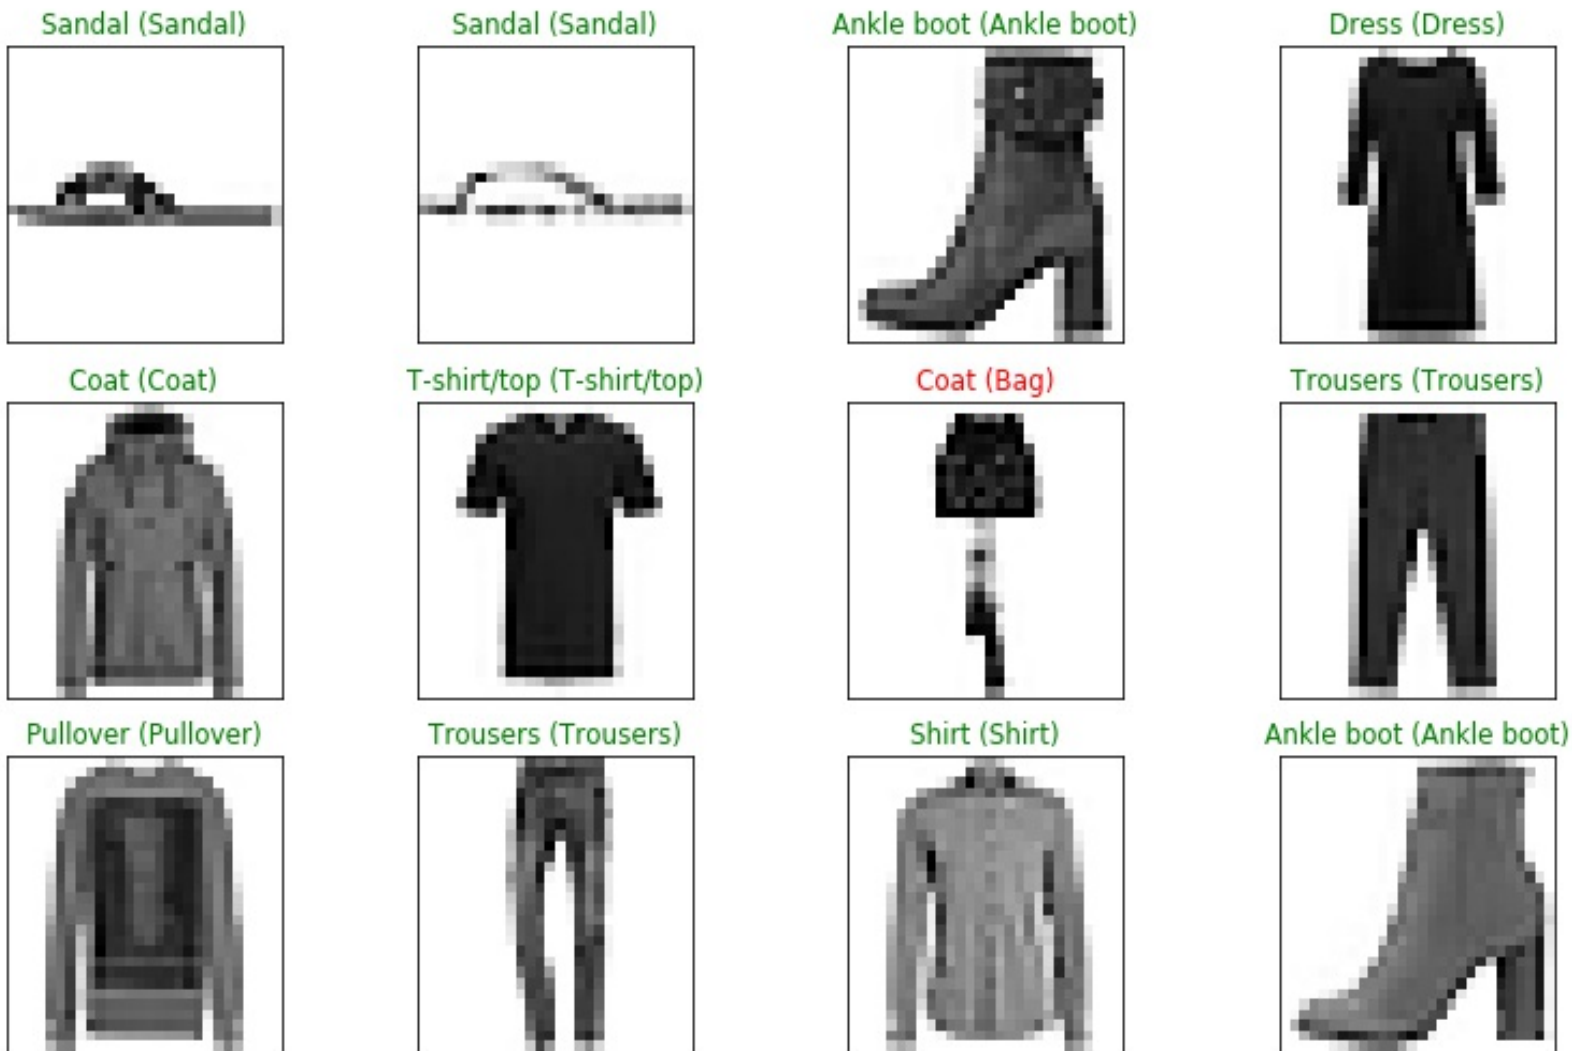 Sandal (Sandal)
Sandal (Sandal)
Ankle boot (Ankle boot)
Dress (Dress)
Coat (Coat)
T-shirt/top (T-shirt/top)
Coat (Bag)
Trousers (Trousers)
Pullover (Pullover)
Trousers (Trousers)
Shirt (Shirt)
Ankle boot (Ankle boot)